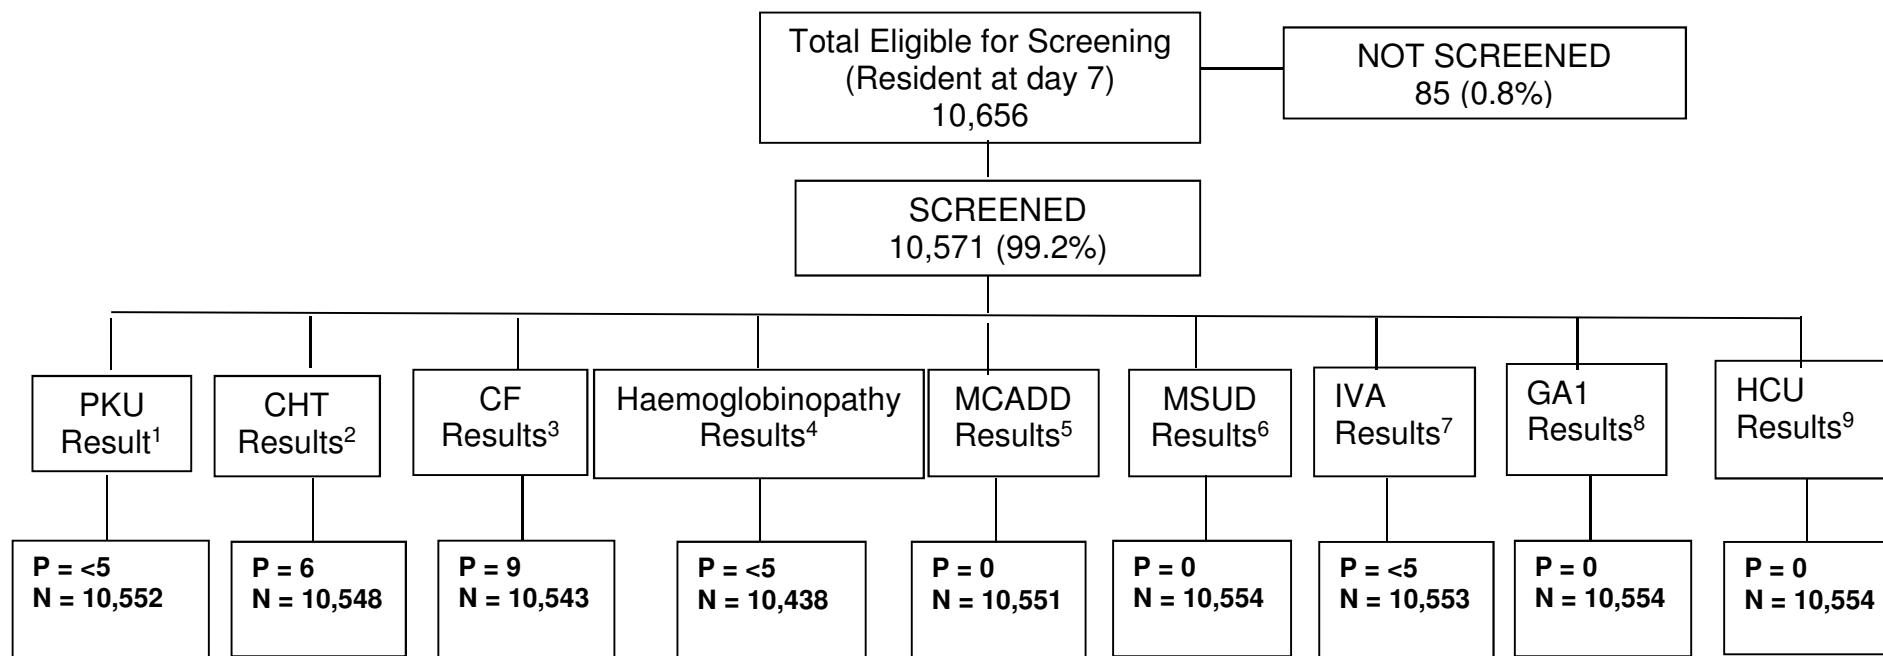 Total Eligible for Screening
(Resident at day 7)
10,656
NOT SCREENED
85 (0.8%)
SCREENED
10,571 (99.2%)
PKU
Result¹
CHT
Results²
CF
Results³
Haemoglobinopathy
Results⁴
MCADD
Results⁵
MSUD
Results⁶
IVA
Results⁷
GA1
Results⁸
HCU
Results⁹
P = <5
N = 10,552
P = 6
N = 10,548
P = 9
N = 10,543
P = <5
N = 10,438
P = 0
N = 10,551
P = 0
N = 10,554
P = <5
N = 10,553
P = 0
N = 10,554
P = 0
N = 10,554